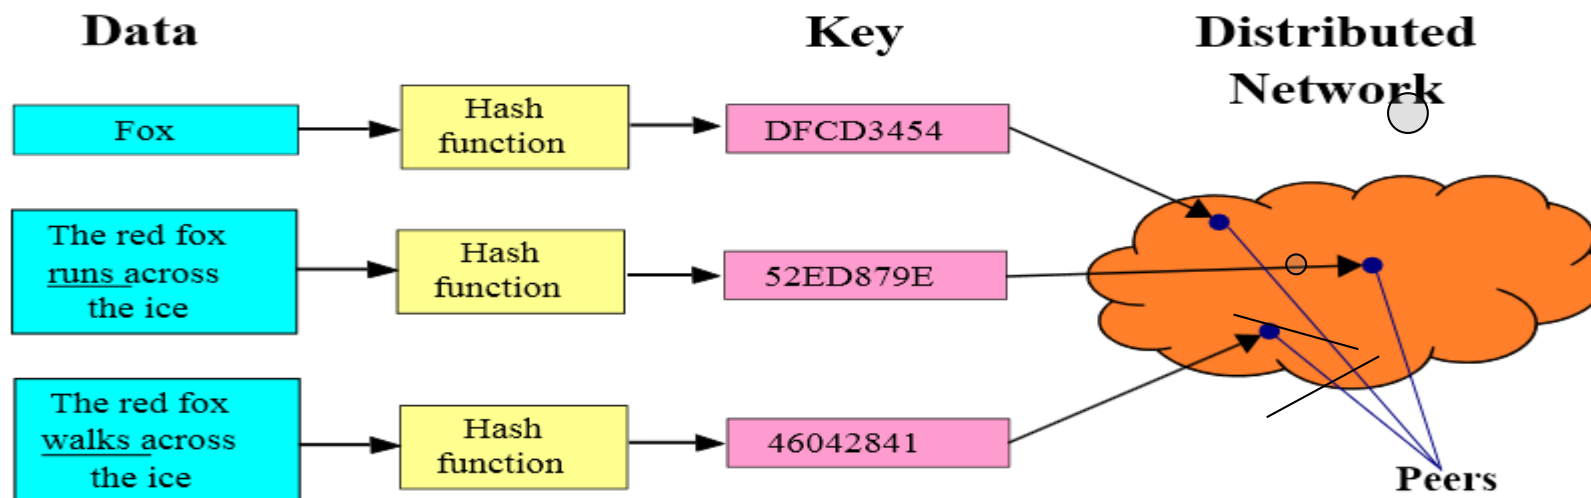 Data
Key
Distributed
Network
Fox
Hash
function
DFCD3454
The red fox
runs across
the ice
Hash
function
52ED879E
The red fox
walks across
the ice
Hash
function
46042841
Peers